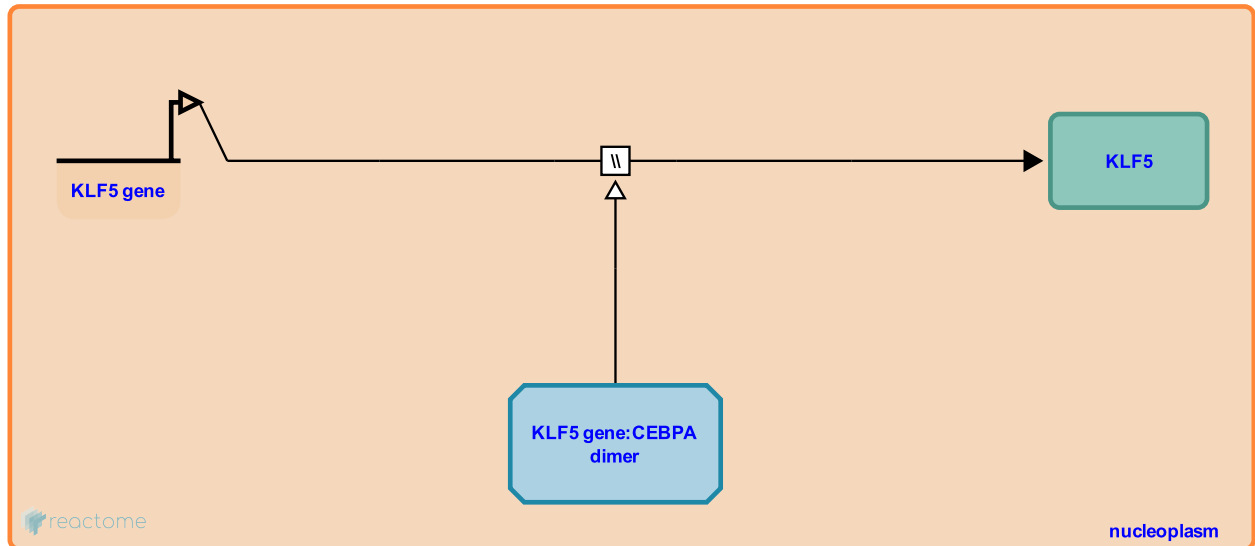 KLF5 gene
\\
KLF5
KLF5 gene:CEBPA
dimer
reactome
nucleoplasm